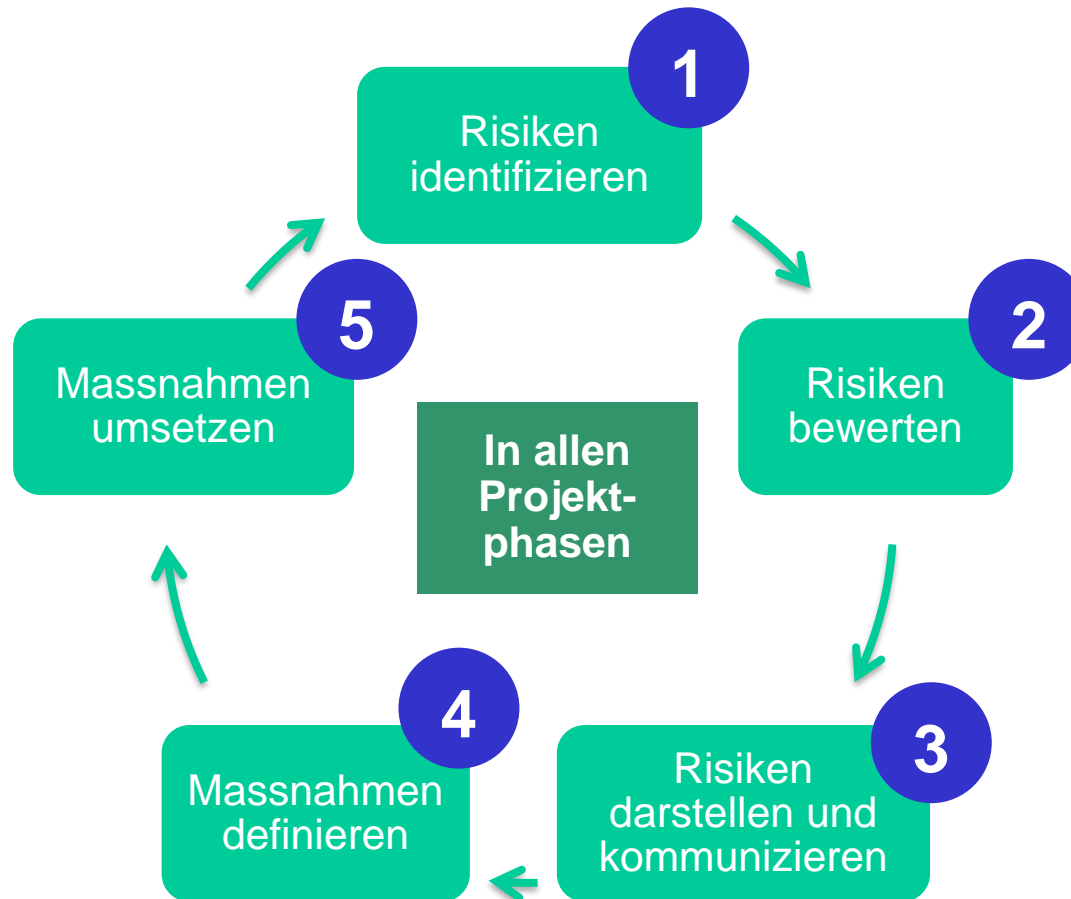 1
Risiken
identifizieren
2
Risiken
bewerten
3
Risiken
darstellen und
kommunizieren
4
Massnahmen
definieren
5
Massnahmen
umsetzen
In allen
Projekt-
phasen